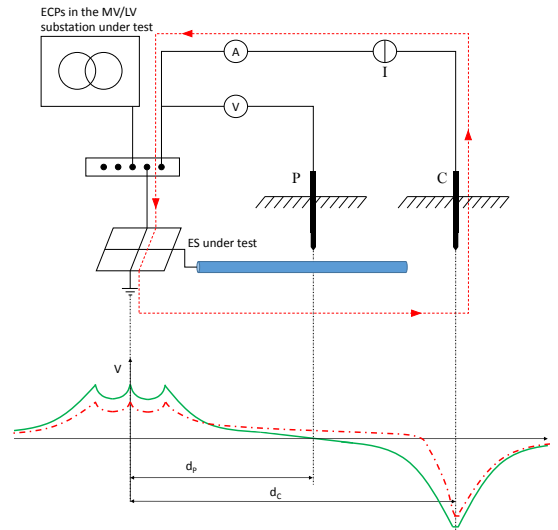 ECPs in the MV/LV
substation under test
A
I
V
P
C
ES under test
V
dP
dC